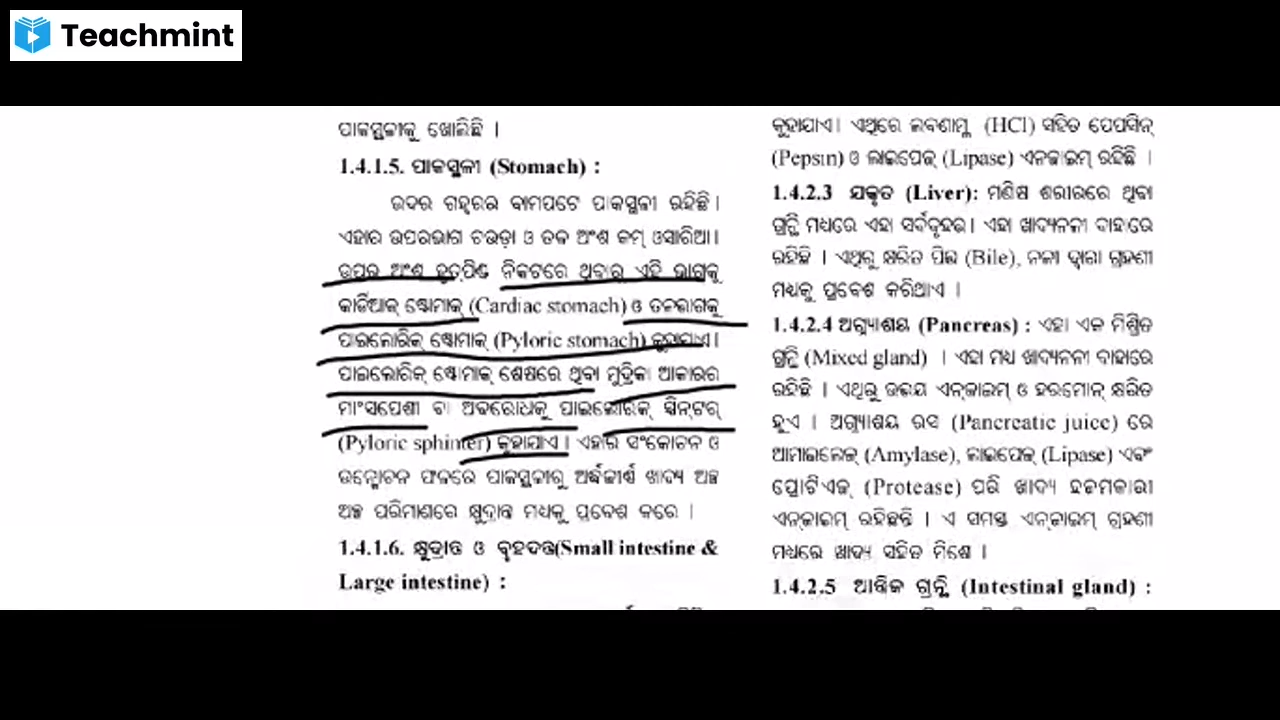 Teachmint
ପାକସ୍ଥଳୀକୁ ଖୋଲିଛି ।
1.4.1.5. ପାକସ୍ଥଳୀ (Stomach) :
ଉଦର ଗହ୍ୱରର ବାମପଟେ ପାକସ୍ଥଳୀ ରହିଛି ।
ଏହାର ଉପରଭାଗ ଚଉଡ଼ା ଓ ତଳ ଅଂଶ କମ୍ ଓସାରିଆ ।
ଉପର ଅଂଶ ହୃତ୍‌ପିଣ୍ଡ ନିକଟରେ ଥିବାରୁ ଏହି ଭାଗକୁ
କାର୍ଡିଆକ୍ ଷ୍ଟୋମାକ୍ (Cardiac stomach) ଓ ତଳଭାଗକୁ
ପାଇଲୋରିକ୍ ଷ୍ଟୋମାକ୍ (Pyloric stomach) କୁହାଯାଏ ।
ପାଇଲୋରିକ୍ ଷ୍ଟୋମାକ୍ ଶେଷରେ ଥିବା ମୁଦ୍ରିକା ଆକାରର
ମାଂସପେଶୀ ବା ଅବରୋଧକୁ ପାଇଲୋରିକ୍ ସ୍ପିନ୍‌ଟର୍
(Pyloric sphinter) କୁହାଯାଏ । ଏହାର ସଂକୋଚନ ଓ
ଉନ୍ମୋଚନ ଫଳରେ ପାକସ୍ଥଳୀରୁ ଅର୍ଦ୍ଧଜୀର୍ଣ୍ଣ ଖାଦ୍ୟ ଅଳ୍ପ
ଅଳ୍ପ ପରିମାଣରେ କ୍ଷୁଦ୍ରାନ୍ତ ମଧ୍ୟକୁ ପ୍ରବେଶ କରେ ।
1.4.1.6. କ୍ଷୁଦ୍ରାନ୍ତ ଓ ବୃହଦନ୍ତ(Small intestine &
Large intestine) :
କୁହାଯାଏ। ଏଥିରେ ଲବଣାମ୍ଳ (HCl) ସହିତ ପେପସିନ୍
(Pepsin) ଓ ଲାଇପେଜ୍ (Lipase) ଏନଜାଇମ୍ ରହିଛି ।
1.4.2.3 ଯକୃତ (Liver): ମଣିଷ ଶରୀରରେ ଥିବା
ଗ୍ରନ୍ଥି ମଧ୍ୟରେ ଏହା ସର୍ବବୃହତ୍ । ଏହା ଖାଦ୍ୟନଳୀ ବାହାରେ
ରହିଛି । ଏଥିରୁ କ୍ଷରିତ ପିତ୍ତ (Bile), ନଳୀ ଦ୍ୱାରା ଗ୍ରହଣୀ
ମଧ୍ୟକୁ ପ୍ରବେଶ କରିଥାଏ ।
1.4.2.4 ଅଗ୍ନ୍ୟାଶୟ (Pancreas) : ଏହା ଏକ ମିଶ୍ରିତ
ଗ୍ରନ୍ଥି (Mixed gland) । ଏହା ମଧ୍ୟ ଖାଦ୍ୟନଳୀ ବାହାରେ
ରହିଛି । ଏଥିରୁ ଉଭୟ ଏନ୍‌ଜାଇମ୍ ଓ ହରମୋନ୍ କ୍ଷରିତ
ହୁଏ । ଅଗ୍ନ୍ୟାଶୟ ରସ (Pancreatic juice) ରେ
ଆମାଇଲେଜ୍ (Amylase), ଲାଇପେଜ୍ (Lipase) ଏବଂ
ପ୍ରୋଟିଏଜ୍ (Protease) ପରି ଖାଦ୍ୟ ହଜମକାରୀ
ଏନ୍‌ଜାଇମ୍ ରହିଛନ୍ତି । ଏ ସମସ୍ତ ଏନ୍‌ଜାଇମ୍ ଗ୍ରହଣୀ
ମଧ୍ୟରେ ଖାଦ୍ୟ ସହିତ ମିଶେ ।
1.4.2.5 ଆନ୍ତ୍ରିକ ଗ୍ରନ୍ଥି (Intestinal gland) :